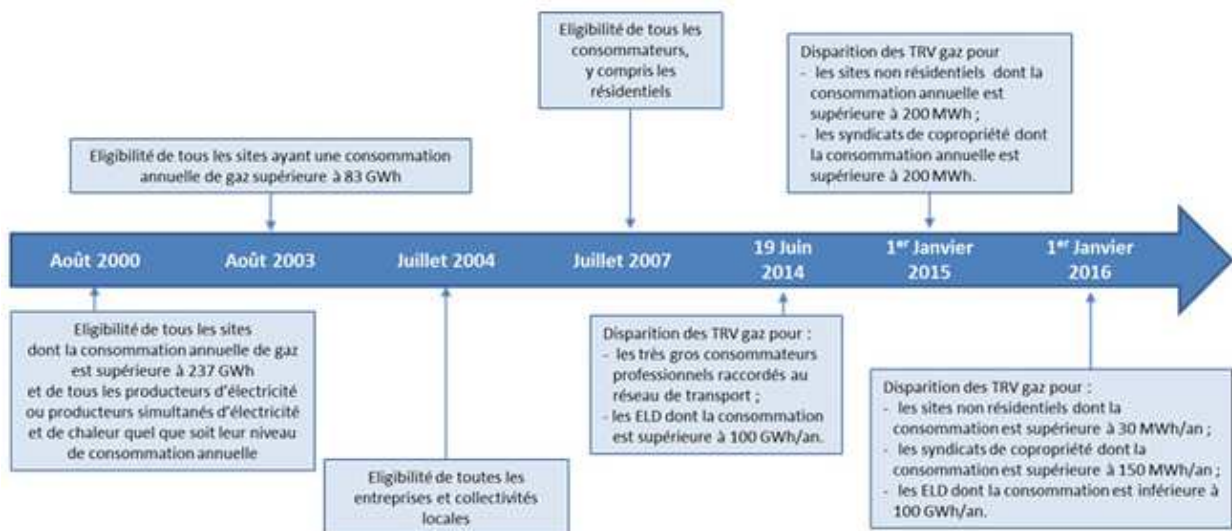 Eligibilité de tous les
consommateurs,
y compris les
résidentiels
Disparition des TRV gaz pour
- les sites non résidentiels dont la
consommation annuelle est
supérieure à 200 MWh ;
- les syndicats de copropriété dont
la consommation annuelle est
supérieure à 200 MWh.
Eligibilité de tous les sites ayant une consommation
annuelle de gaz supérieure à 83 GWh
Août 2000
Août 2003
Juillet 2004
Juillet 2007
19 Juin
2014
1er Janvier
2015
1er Janvier
2016
Eligibilité de tous les sites
dont la consommation annuelle de gaz
est supérieure à 237 GWh
et de tous les producteurs d'électricité
ou producteurs simultanés d'électricité
et de chaleur quel que soit leur niveau
de consommation annuelle
Eligibilité de toutes les
entreprises et collectivités
locales
Disparition des TRV gaz pour :
- les très gros consommateurs
professionnels raccordés au
réseau de transport ;
- les ELD dont la consommation
est supérieure à 100 GWh/an.
Disparition des TRV gaz pour :
- les sites non résidentiels dont la
consommation est supérieure à 30 MWh/an ;
- les syndicats de copropriété dont la
consommation est supérieure à 150 MWh/an ;
- les ELD dont la consommation est inférieure à
100 GWh/an.